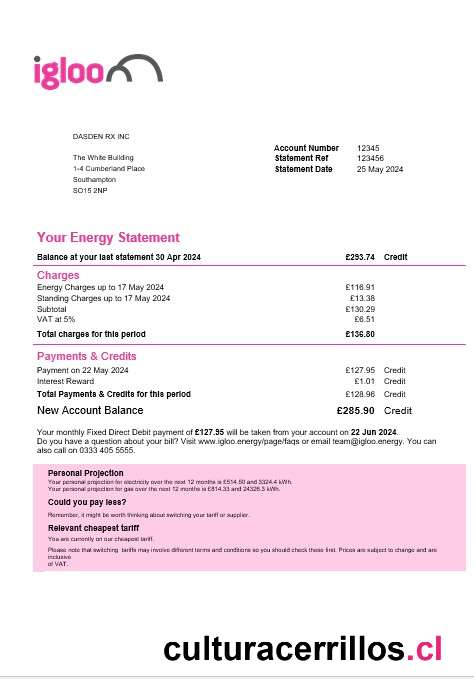 igloo
DASDEN RX INC
The White Building
1-4 Cumberland Place
Southampton
SO15 2NP
Account Number 12345
Statement Ref 123456
Statement Date 25 May 2024
Your Energy Statement
Balance at your last statement 30 Apr 2024 £293.74 Credit
Charges
Energy Charges up to 17 May 2024 £116.91
Standing Charges up to 17 May 2024 £13.38
Subtotal £130.29
VAT at 5% £6.51
Total charges for this period £136.80
Payments & Credits
Payment on 22 May 2024 £127.95 Credit
Interest Reward £1.01 Credit
Total Payments & Credits for this period £128.96 Credit
New Account Balance £285.90 Credit
Your monthly Fixed Direct Debit payment of £127.95 will be taken from your account on 22 Jun 2024.
Do you have a question about your bill? Visit www.igloo.energy/page/faqs or email team@igloo.energy. You can
also call on 0333 405 5555.
Personal Projection
Your personal projection for electricity over the next 12 months is £514.50 and 3324.4 kWh.
Your personal projection for gas over the next 12 months is £814.33 and 24326.5 kWh.
Could you pay less?
Remember, it might be worth thinking about switching your tariff or supplier.
Relevant cheapest tariff
You are currently on our cheapest tariff.
Please note that switching tariffs may involve different terms and conditions so you should check these first. Prices are subject to change and are
inclusive
of VAT.
culturacerrillos.cl